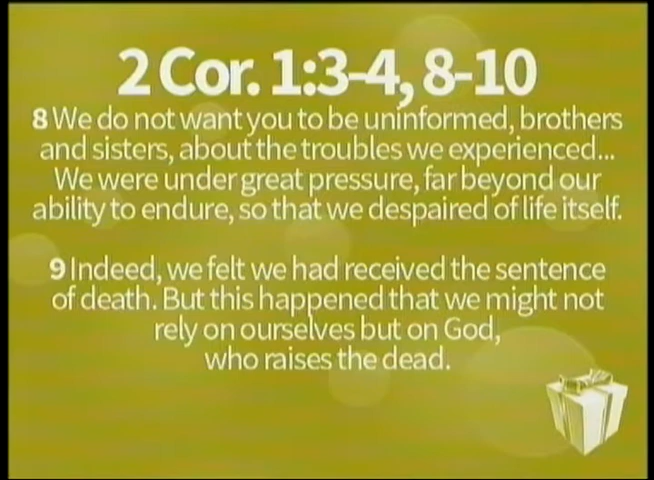 2 Cor. 1:3-4, 8-10
8 We do not want you to be uninformed, brothers
and sisters, about the troubles we experienced...
We were under great pressure, far beyond our
ability to endure, so that we despaired of life itself.
9 Indeed, we felt we had received the sentence
of death. But this happened that we might not
rely on ourselves but on God,
who raises the dead.